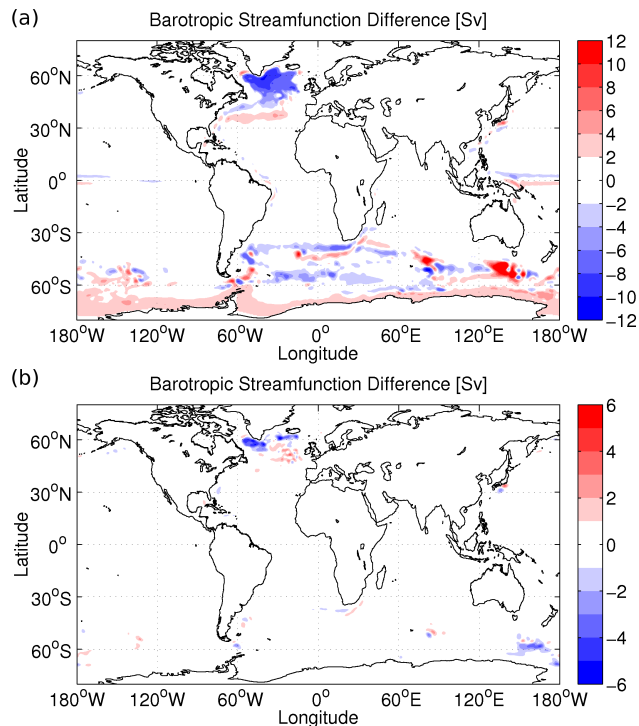 (a)
Barotropic Streamfunction Difference [Sv]
12
10
8
6
4
2
0
−2
−4
−6
−8
−10
−12
Latitude
60°N
30°N
0°
30°S
60°S
180°W 120°W 60°W 0° 60°E 120°E 180°W
Longitude
(b)
Barotropic Streamfunction Difference [Sv]
6
4
2
0
−2
−4
−6
Latitude
60°N
30°N
0°
30°S
60°S
180°W 120°W 60°W 0° 60°E 120°E 180°W
Longitude